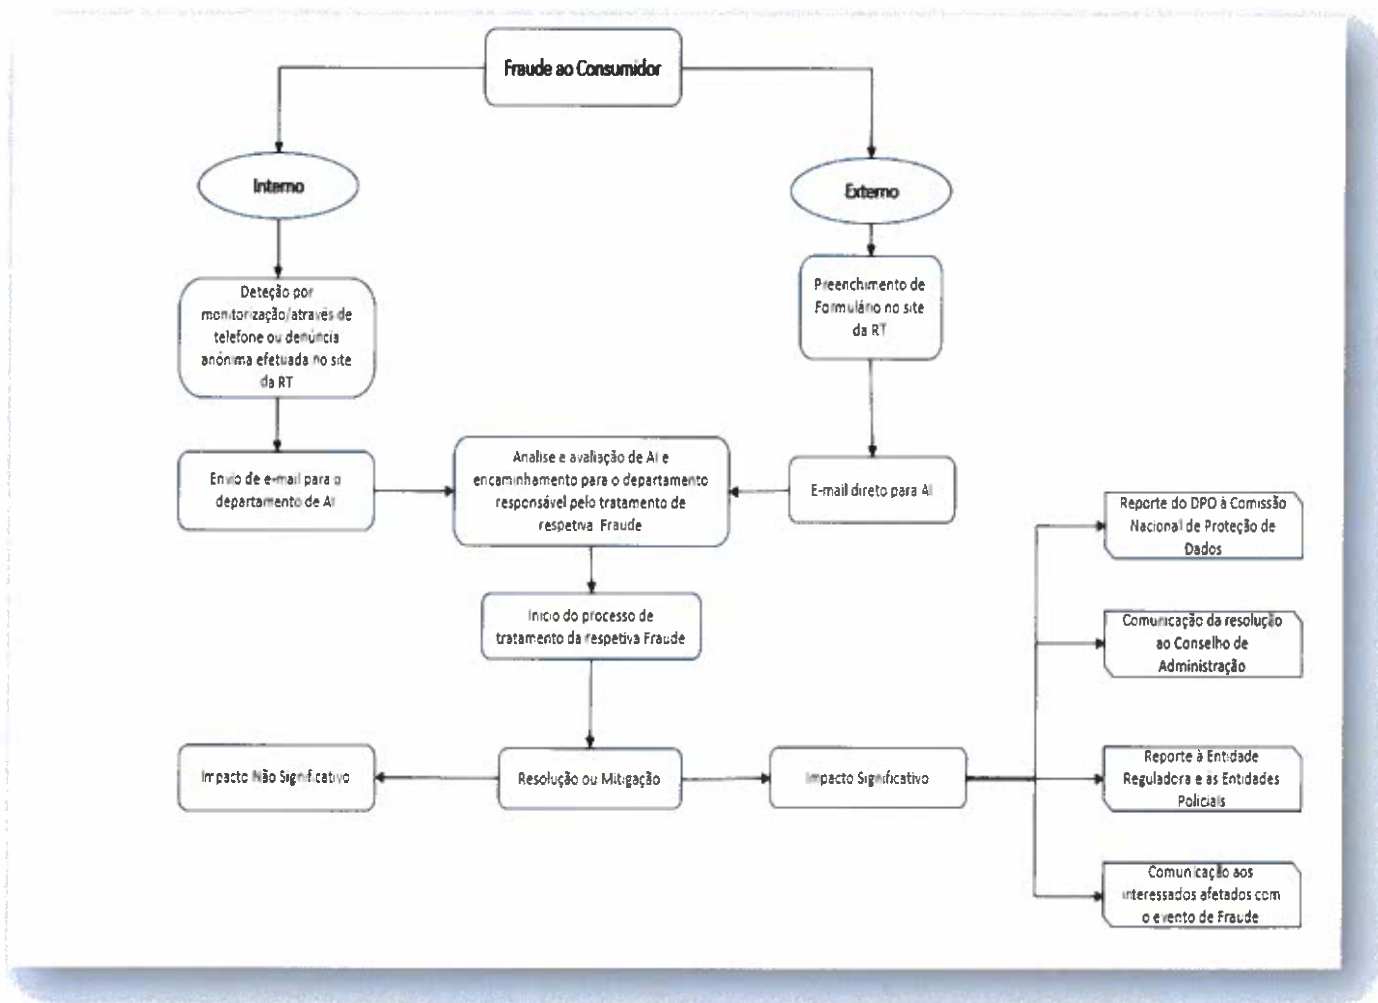 Fraude ao Consumidor
Interno
Externo
Deteção por
monitorização/através de
telefone ou denúncia
anónima efetuada no site
da RT
Preenchimento de
Formulário no site
da RT
Envio de e-mail para o
departamento de AI
Analise e avaliação de AI e
encaminhamento para o departamento
responsável pelo tratamento de
respetiva Fraude
E-mail direto para AI
Inicio do processo de
tratamento da respetiva Fraude
Impacto Não Significativo
Resolução ou Mitigação
Impacto Significativo
Reporte do DPO à Comissão
Nacional de Proteção de
Dados
Comunicação da resolução
ao Conselho de
Administração
Reporte à Entidade
Reguladora e às Entidades
Policiais
Comunicação aos
interessados afetados com
o evento de Fraude